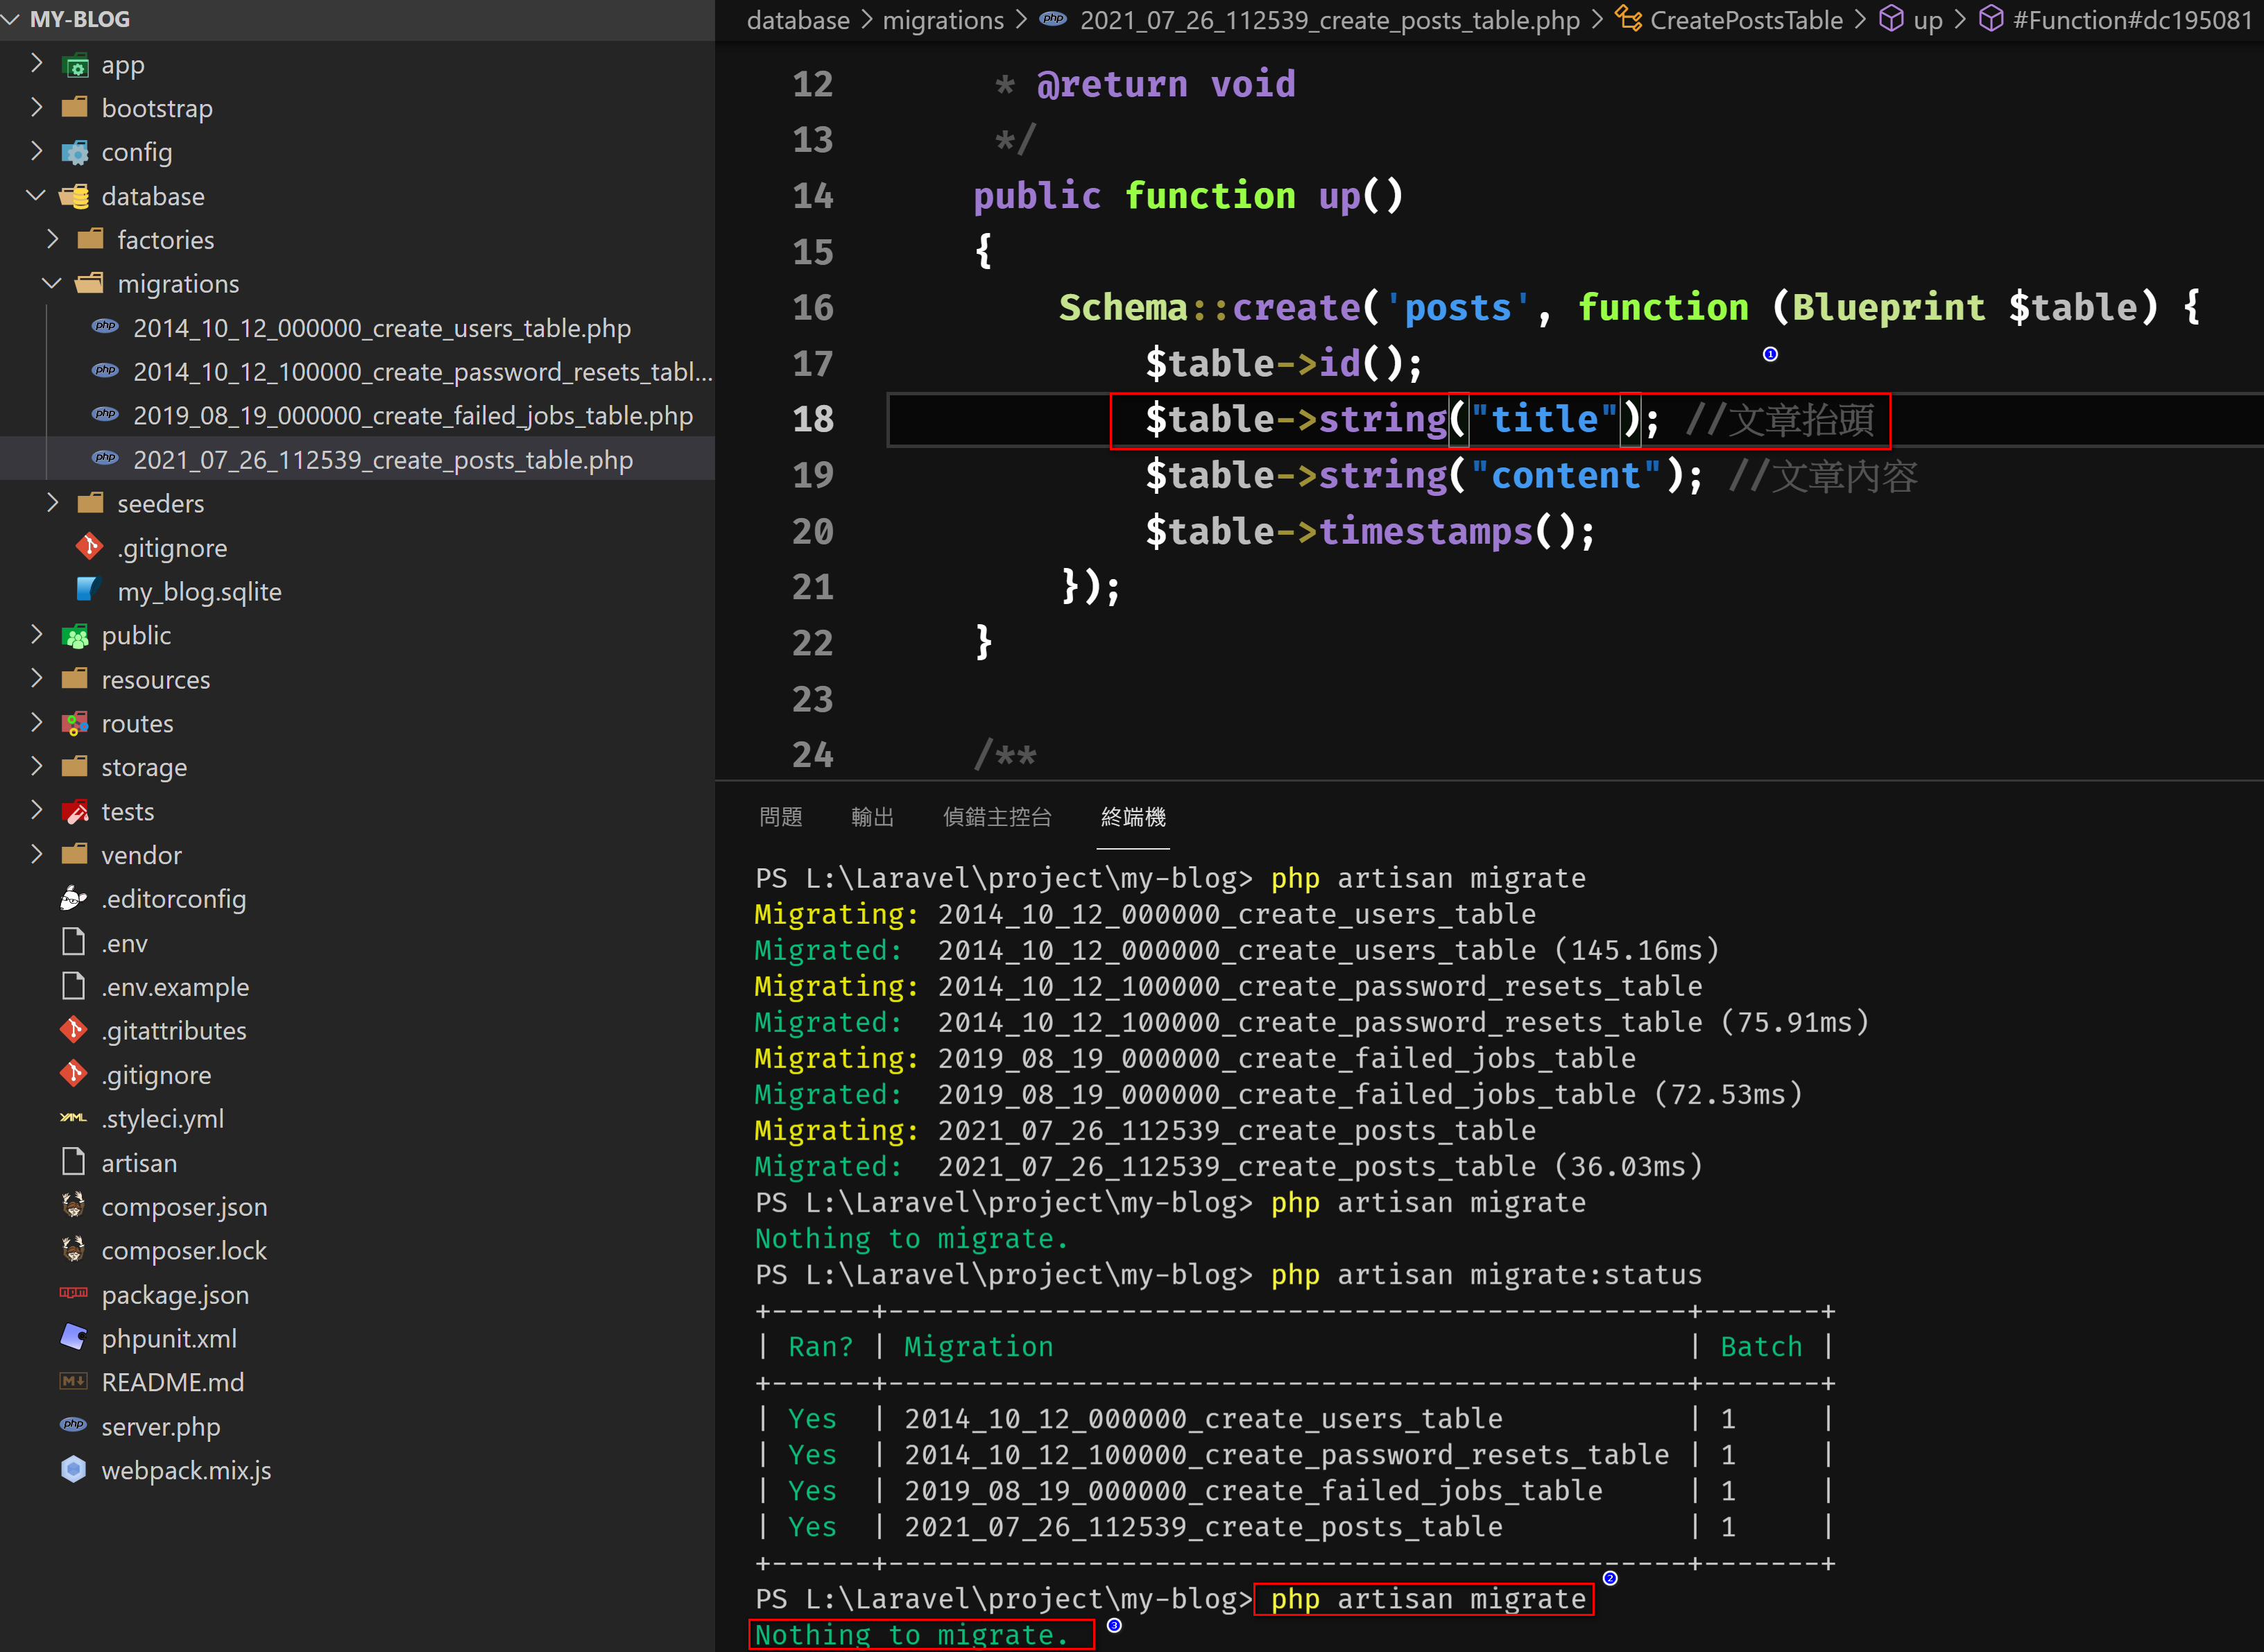 MY-BLOG
app
bootstrap
config
database
factories
migrations
2014_10_12_000000_create_users_table.php
2014_10_12_100000_create_password_resets_tabl...
2019_08_19_000000_create_failed_jobs_table.php
2021_07_26_112539_create_posts_table.php
seeders
.gitignore
my_blog.sqlite
public
resources
routes
storage
tests
vendor
.editorconfig
.env
.env.example
.gitattributes
.gitignore
.styleci.yml
artisan
composer.json
composer.lock
package.json
phpunit.xml
README.md
server.php
webpack.mix.js
database > migrations > 2021_07_26_112539_create_posts_table.php > CreatePostsTable > up > #Function#dc195081
12 * @return void
13 */
14 public function up()
15 {
16 Schema::create('posts', function (Blueprint $table) {
17 $table->id();
①
18 $table->string("title"); //文章抬頭
19 $table->string("content"); //文章內容
20 $table->timestamps();
21 });
22 }
23
24 /**
問題 輸出 偵錯主控台 終端機
PS L:\Laravel\project\my-blog> php artisan migrate
Migrating: 2014_10_12_000000_create_users_table
Migrated:  2014_10_12_000000_create_users_table (145.16ms)
Migrating: 2014_10_12_100000_create_password_resets_table
Migrated:  2014_10_12_100000_create_password_resets_table (75.91ms)
Migrating: 2019_08_19_000000_create_failed_jobs_table
Migrated:  2019_08_19_000000_create_failed_jobs_table (72.53ms)
Migrating: 2021_07_26_112539_create_posts_table
Migrated:  2021_07_26_112539_create_posts_table (36.03ms)
PS L:\Laravel\project\my-blog> php artisan migrate
Nothing to migrate.
PS L:\Laravel\project\my-blog> php artisan migrate:status
+------+------------------------------------------------+-------+
| Ran? | Migration                                      | Batch |
+------+------------------------------------------------+-------+
| Yes  | 2014_10_12_000000_create_users_table           | 1     |
| Yes  | 2014_10_12_100000_create_password_resets_table | 1     |
| Yes  | 2019_08_19_000000_create_failed_jobs_table     | 1     |
| Yes  | 2021_07_26_112539_create_posts_table           | 1     |
+------+------------------------------------------------+-------+
PS L:\Laravel\project\my-blog> php artisan migrate ②
Nothing to migrate. ③